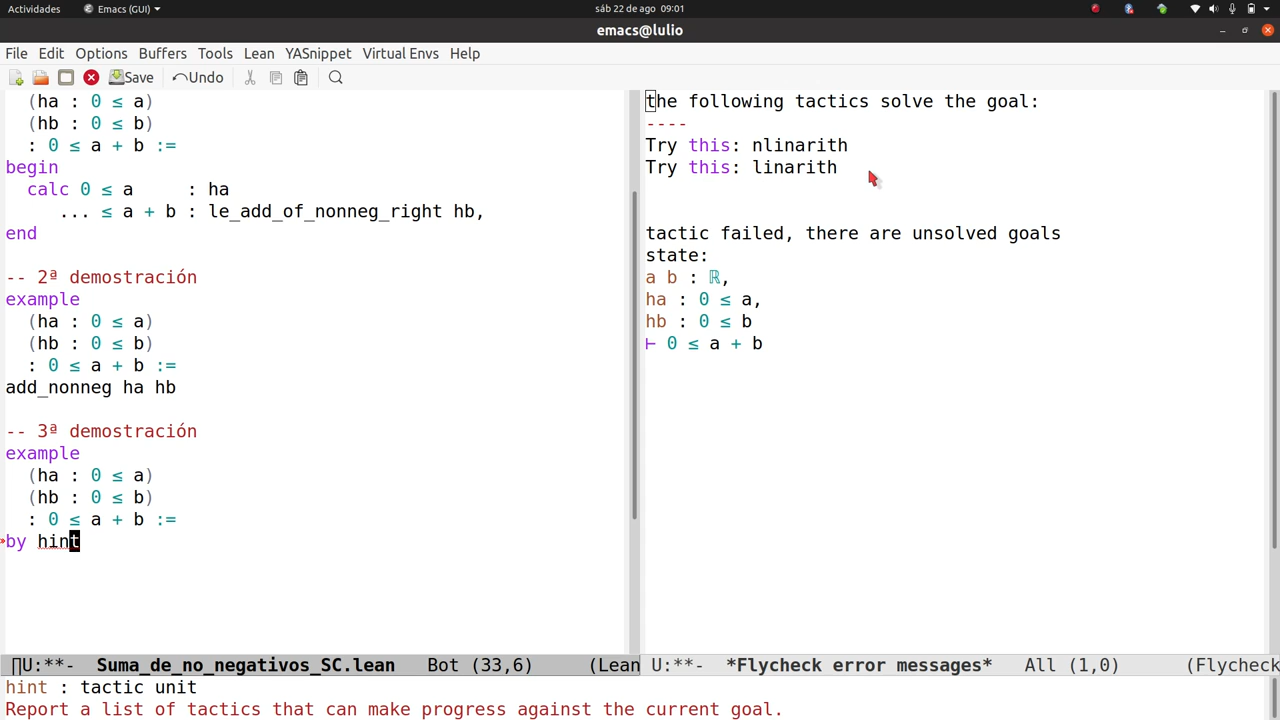 Actividades Emacs (GUI) sáb 22 de ago 09:01
emacs@lulio
File Edit Options Buffers Tools Lean YASnippet Virtual Envs Help
Save Undo
(ha : 0 ≤ a)
(hb : 0 ≤ b)
: 0 ≤ a + b :=
begin
calc 0 ≤ a : ha
... ≤ a + b : le_add_of_nonneg_right hb,
end
-- 2ª demostración
example
(ha : 0 ≤ a)
(hb : 0 ≤ b)
: 0 ≤ a + b :=
add_nonneg ha hb
-- 3ª demostración
example
(ha : 0 ≤ a)
(hb : 0 ≤ b)
: 0 ≤ a + b :=
by hint
U:**- Suma_de_no_negativos_SC.lean Bot (33,6) (Lean
the following tactics solve the goal:
----
Try this: nlinarith
Try this: linarith
tactic failed, there are unsolved goals
state:
a b : ℝ,
ha : 0 ≤ a,
hb : 0 ≤ b
⊢ 0 ≤ a + b
U:**- *Flycheck error messages* All (1,0) (Flycheck
hint : tactic unit
Report a list of tactics that can make progress against the current goal.